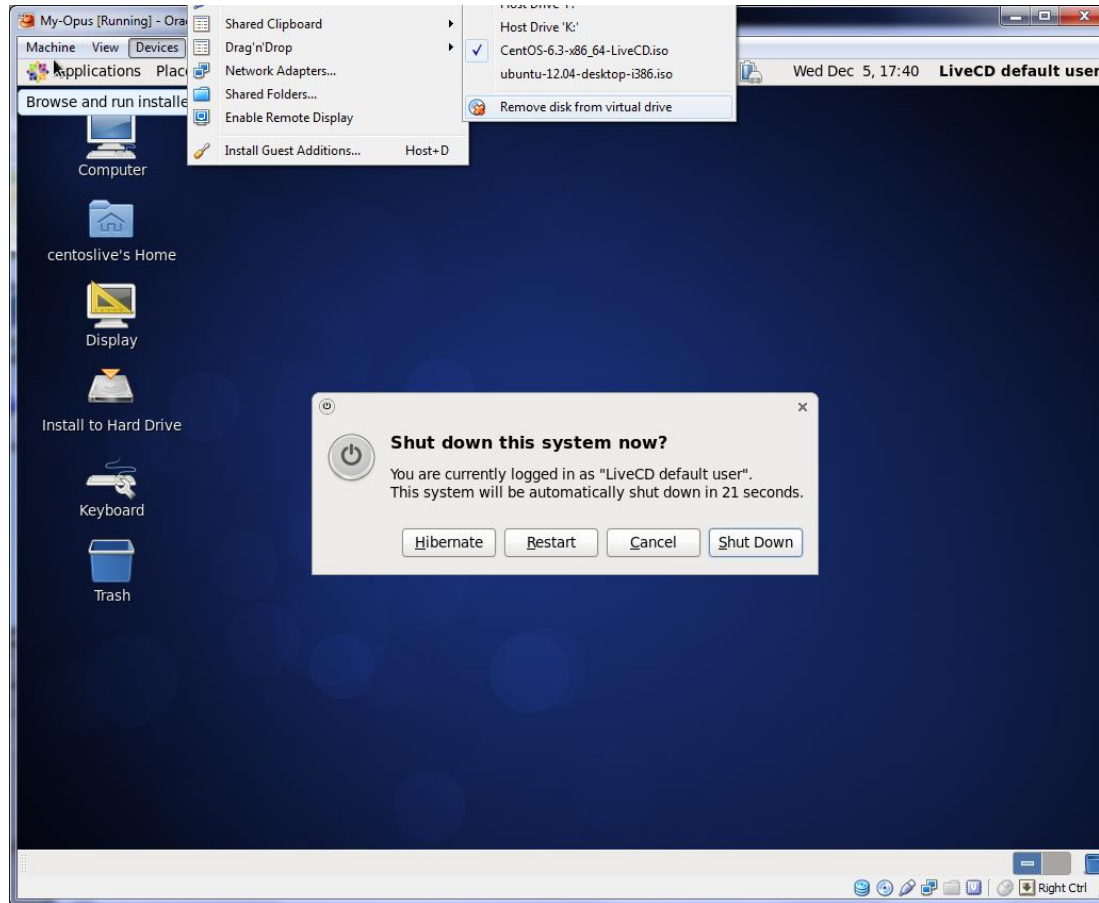 My-Opus [Running] - Ora
Machine View Devices
Shared Clipboard
Drag'n'Drop
Network Adapters...
Shared Folders...
Enable Remote Display
Install Guest Additions... Host+D
Host Drive 'K:'
CentOS-6.3-x86_64-LiveCD.iso
ubuntu-12.04-desktop-i386.iso
Remove disk from virtual drive
Applications Plac
Wed Dec 5, 17:40 LiveCD default user
Browse and run installe
Computer
centoslive's Home
Display
Install to Hard Drive
Keyboard
Trash
Shut down this system now?
You are currently logged in as "LiveCD default user".
This system will be automatically shut down in 21 seconds.
Hibernate Restart Cancel Shut Down
Right Ctrl